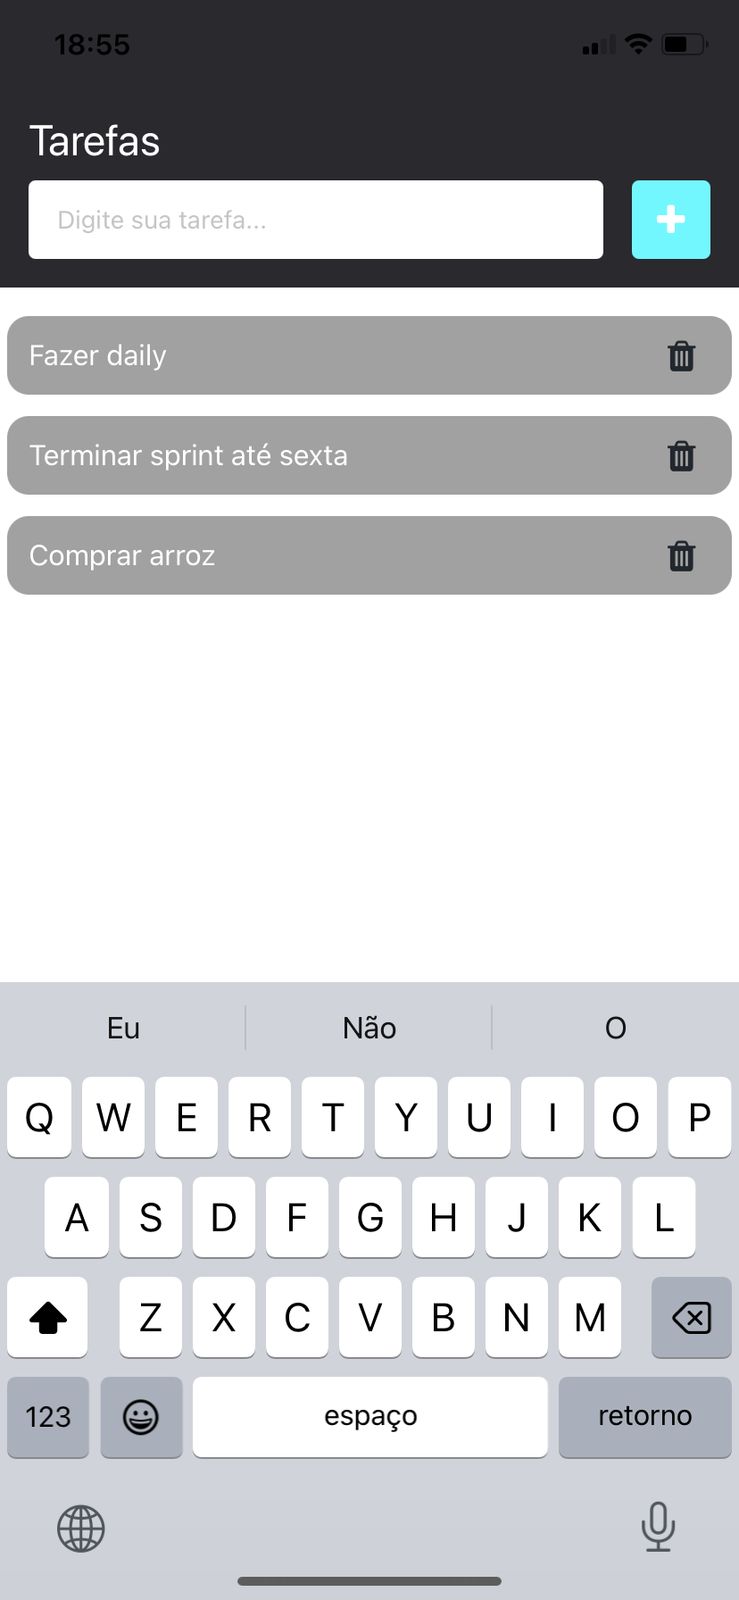 18:55
Tarefas
Digite sua tarefa...
Fazer daily
Terminar sprint até sexta
Comprar arroz
Eu Não O
Q W E R T Y U I O P
A S D F G H J K L
Z X C V B N M
123 espaço retorno